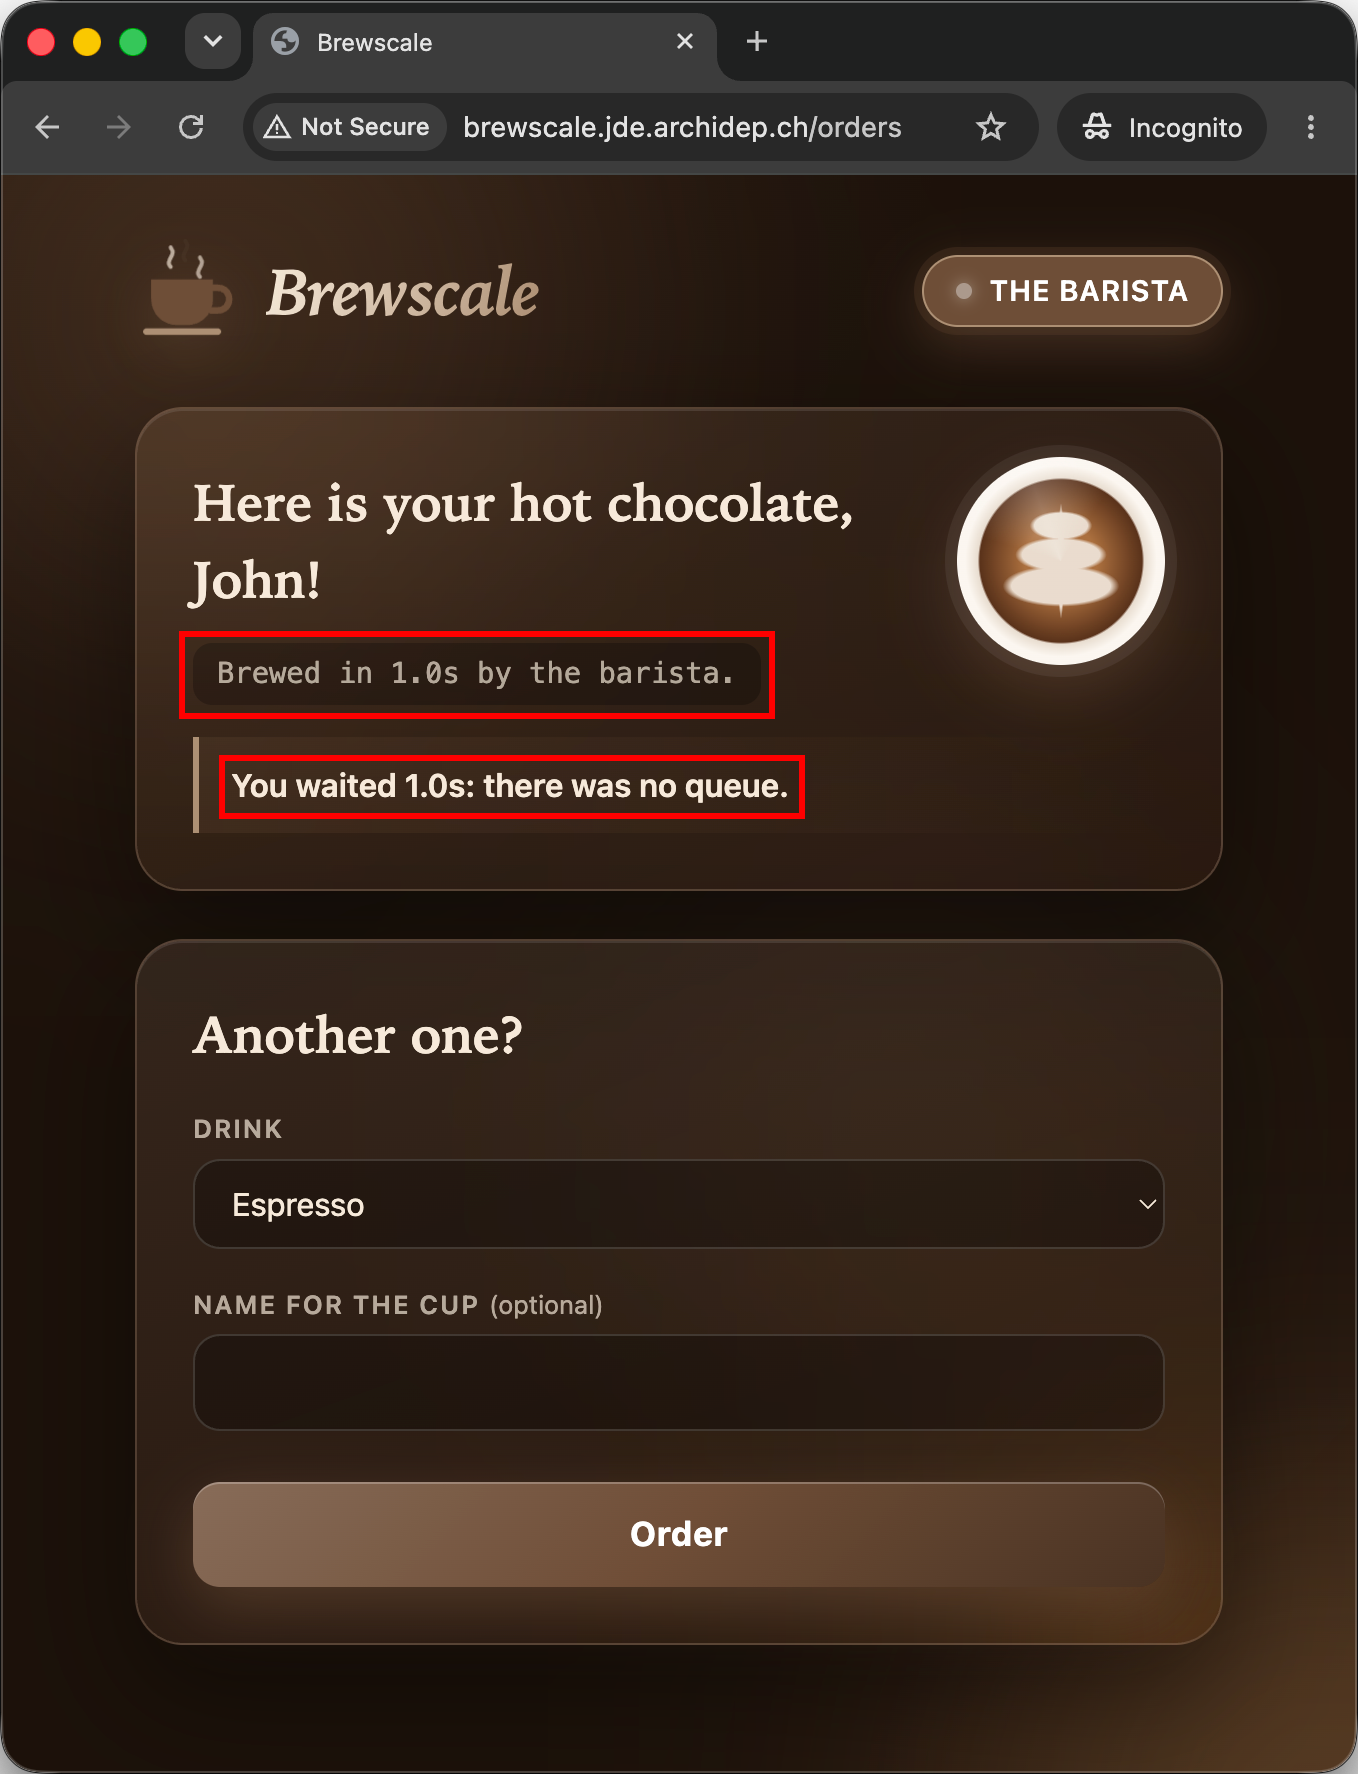 Brewscale
Not Secure
brewscale.jde.archidep.ch/orders
Incognito
Brewscale
THE BARISTA
Here is your hot chocolate,
John!
Brewed in 1.0s by the barista.
You waited 1.0s: there was no queue.
Another one?
DRINK
Espresso
NAME FOR THE CUP (optional)
Order